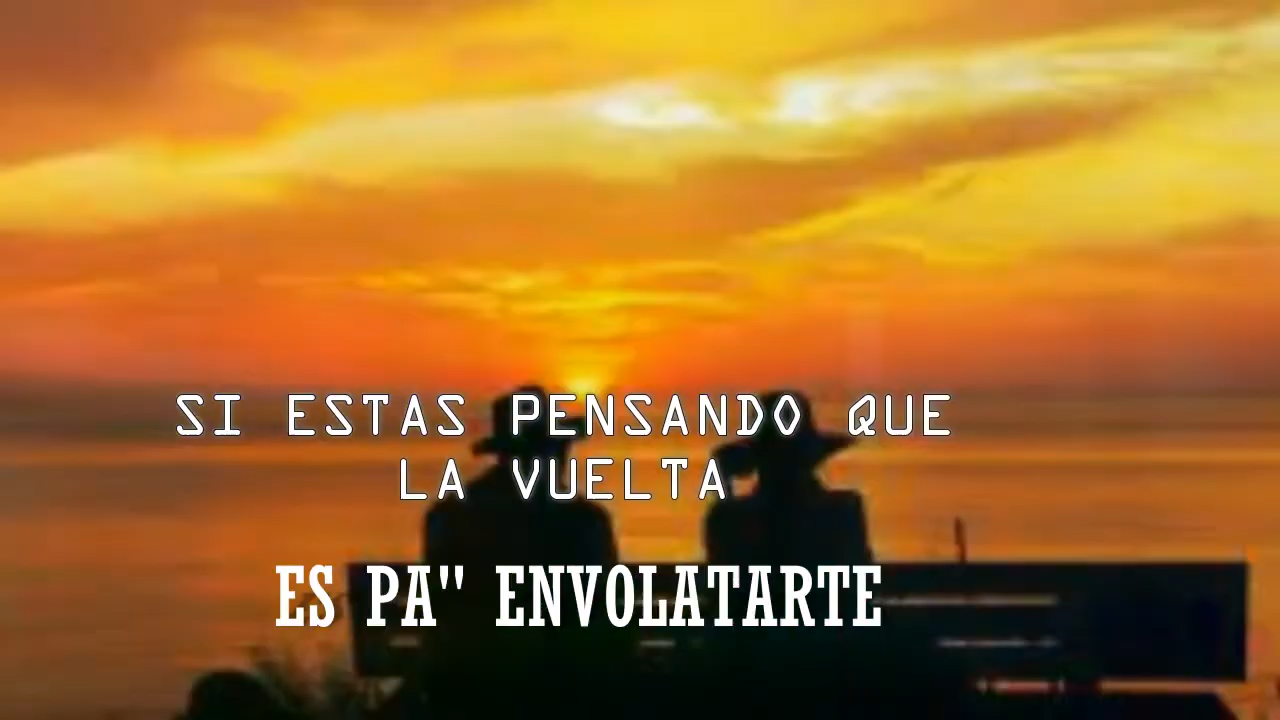 SI ESTAS PENSANDO QUE
LA VUELTA
ES PA" ENVOLATARTE